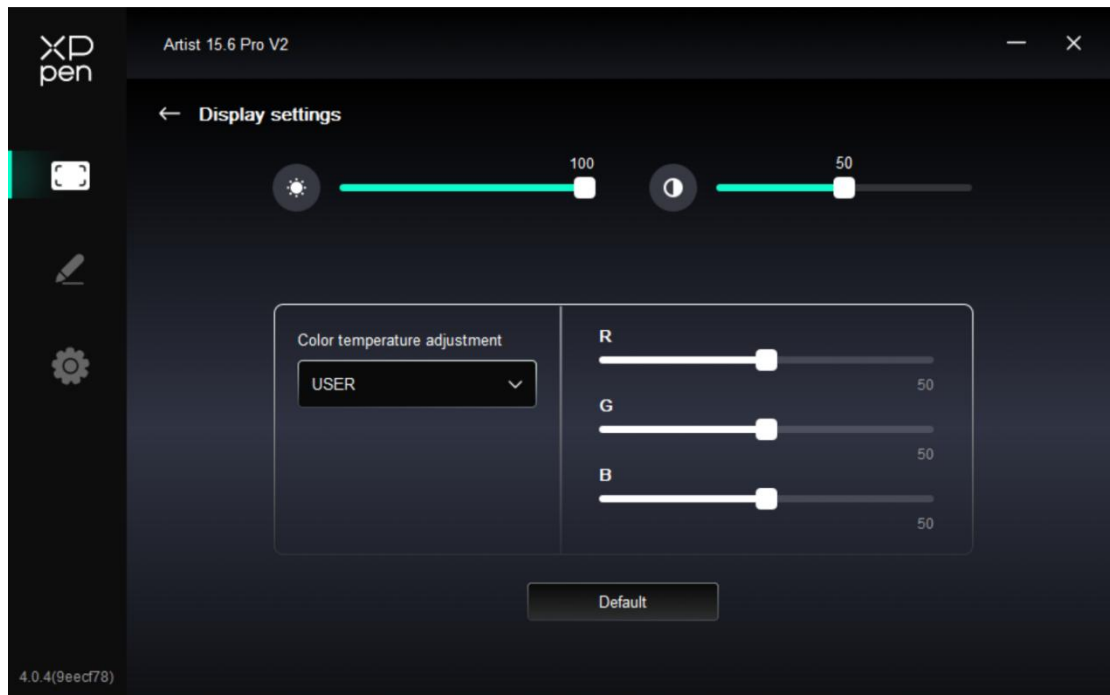 XP
pen
Artist 15.6 Pro V2
Display settings
100
50
Color temperature adjustment
USER
R
50
G
50
B
50
Default
4.0.4(9eecf78)